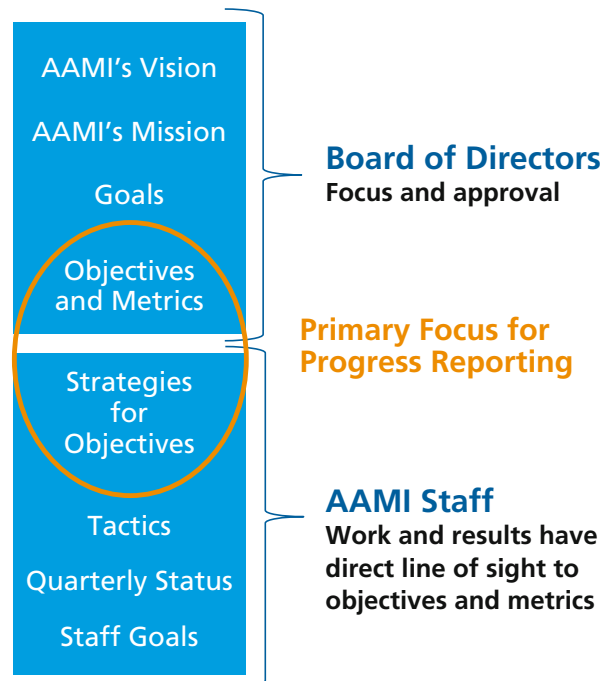 AAMI's Vision
AAMI's Mission
Goals
Objectives
and Metrics
Strategies
for
Objectives
Tactics
Quarterly Status
Staff Goals
Board of Directors
Focus and approval
Primary Focus for
Progress Reporting
AAMI Staff
Work and results have
direct line of sight to
objectives and metrics